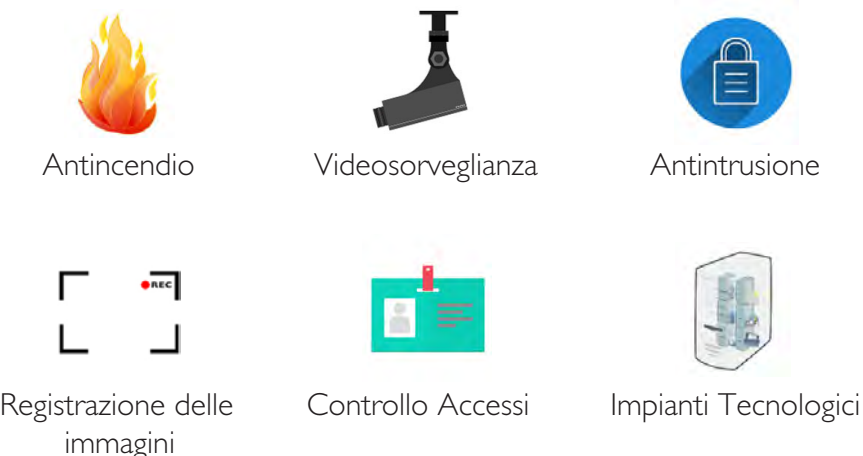 Antincendio
Videosorveglianza
Antintrusione
REC
Registrazione delle
immagini
Controllo Accessi
Impianti Tecnologici